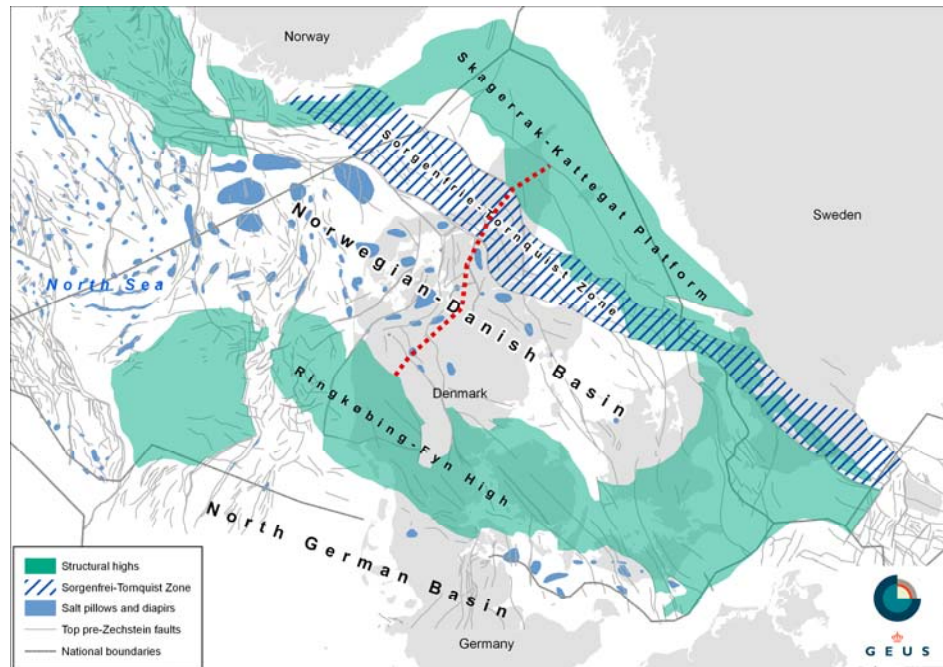 Norway
Skagerrak-Kattegat Platform
Sorgenfrie-Tornquist Zone
Sweden
Norwegian-Danish Basin
North Sea
Denmark
Ringkøbing-Fyn High
North German Basin
Germany
Structural highs
Sorgenfrei-Tornquist Zone
Salt pillows and diapirs
Top pre-Zechstein faults
National boundaries
GEUS